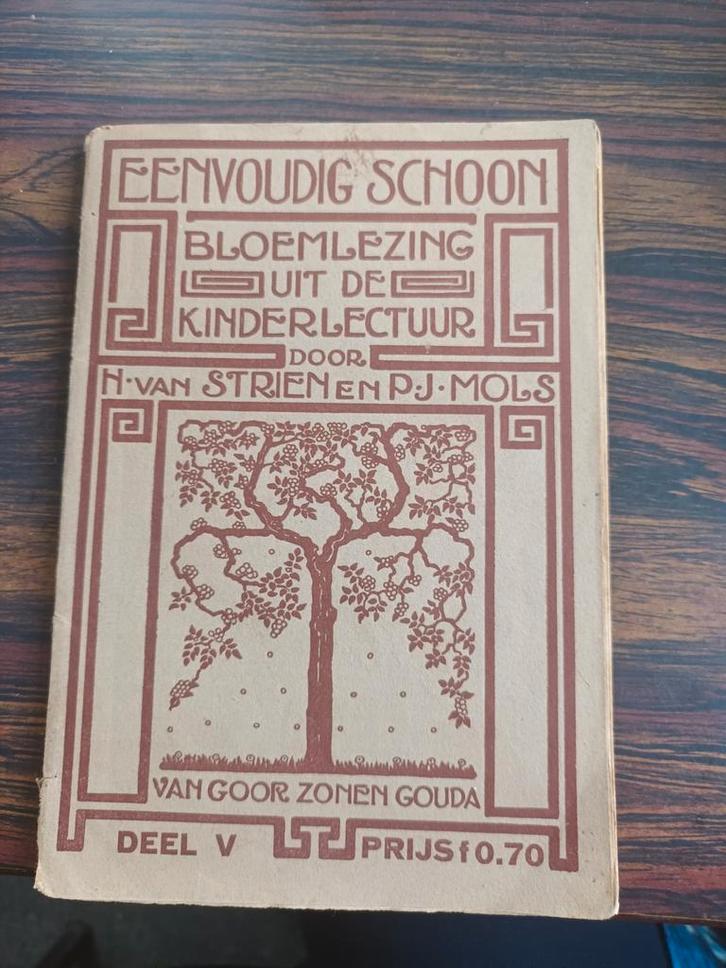 EENVOUDIG SCHOON
BLOEMLEZING
UIT DE
KINDERLECTUUR
DOOR
H. VAN STRIEN EN P.J. MOLS
VAN GOOR ZONEN GOUDA
DEEL V PRIJS f 0.70